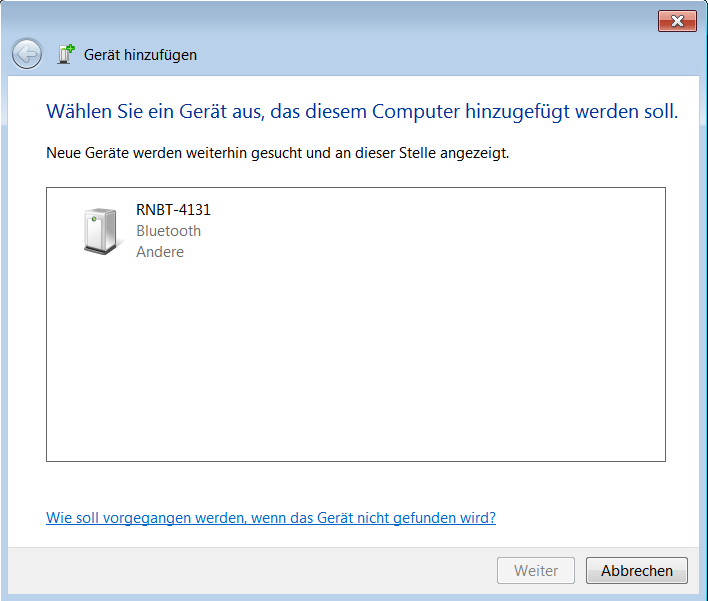 Gerät hinzufügen
Wählen Sie ein Gerät aus, das diesem Computer hinzugefügt werden soll.
Neue Geräte werden weiterhin gesucht und an dieser Stelle angezeigt.
RNBT-4131
Bluetooth
Andere
Wie soll vorgegangen werden, wenn das Gerät nicht gefunden wird?
Weiter
Abbrechen